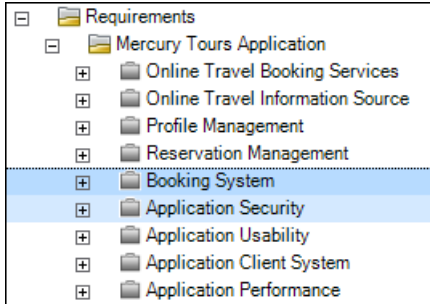 Requirements
Mercury Tours Application
Online Travel Booking Services
Online Travel Information Source
Profile Management
Reservation Management
Booking System
Application Security
Application Usability
Application Client System
Application Performance